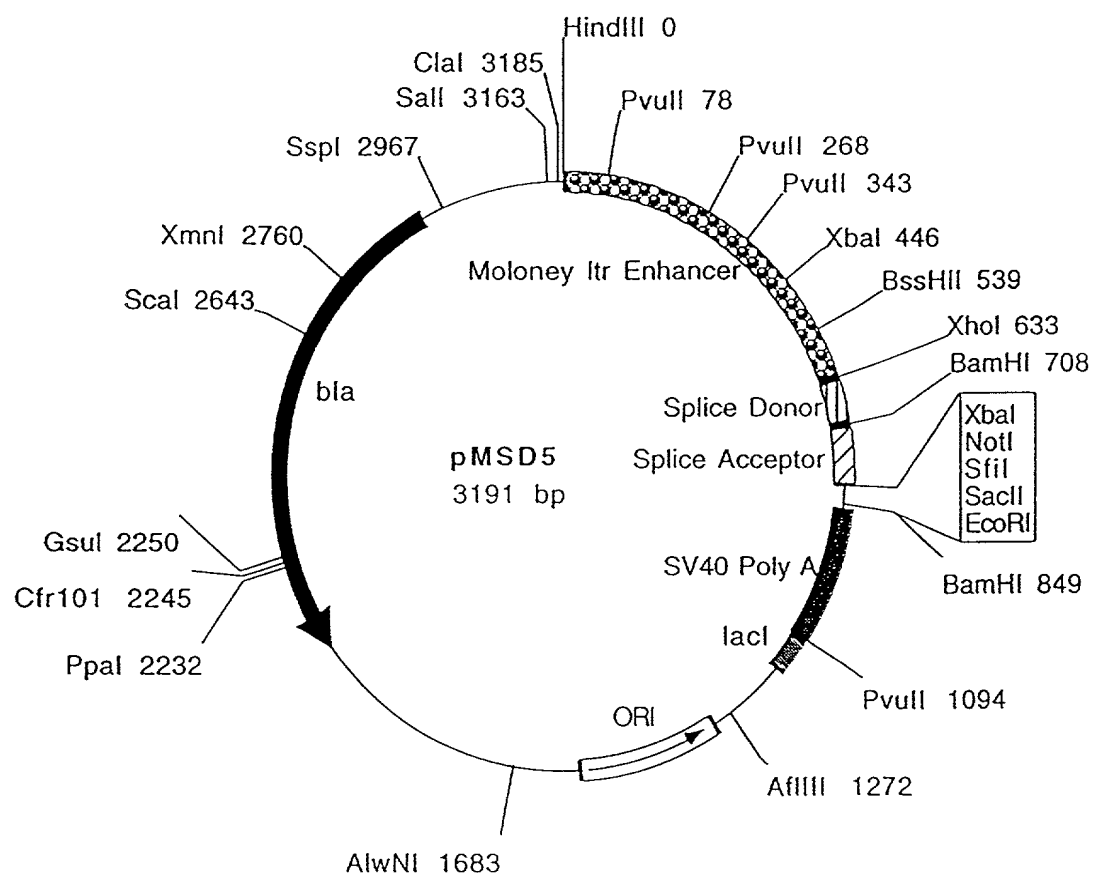 HindIII 0
ClaI 3185
SalI 3163
PvuII 78
SspI 2967
PvuII 268
PvuII 343
XmnI 2760
XbaI 446
Moloney ltr Enhancer
BssHII 539
ScaI 2643
XhoI 633
BamHI 708
bla
Splice Donor
XbaI
NotI
SfiI
SacII
EcoRI
pMSD5
3191 bp
Splice Acceptor
GsuI 2250
SV40 Poly A
BamHI 849
Cfr101 2245
lacI
PpaI 2232
PvuII 1094
ORI
AflIII 1272
AlwNI 1683